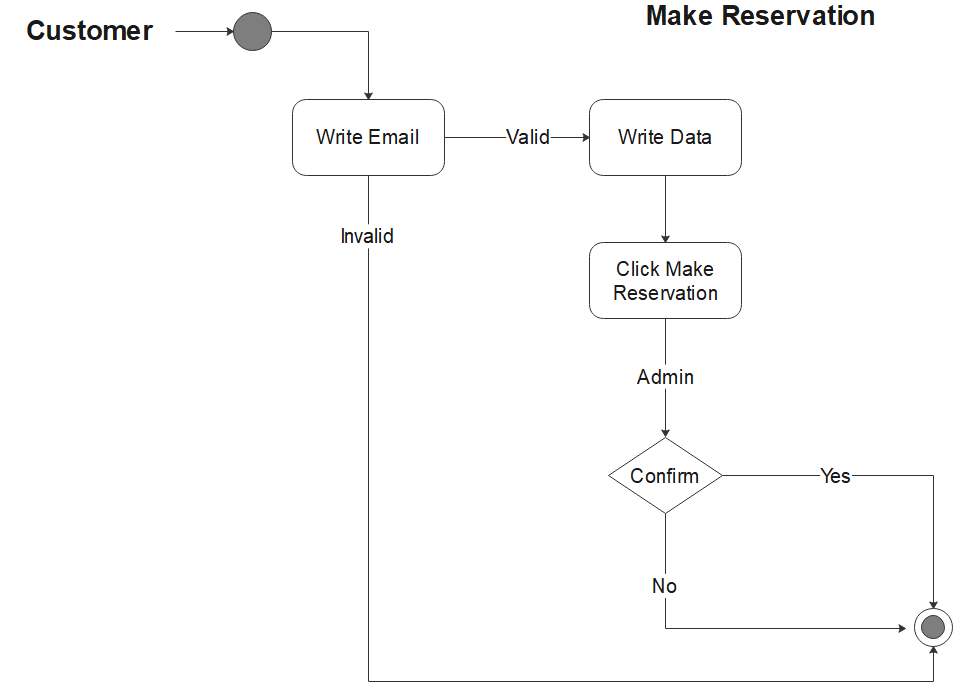 Make Reservation
Customer
Write Email
Valid
Write Data
Invalid
Click Make
Reservation
Admin
Confirm
Yes
No